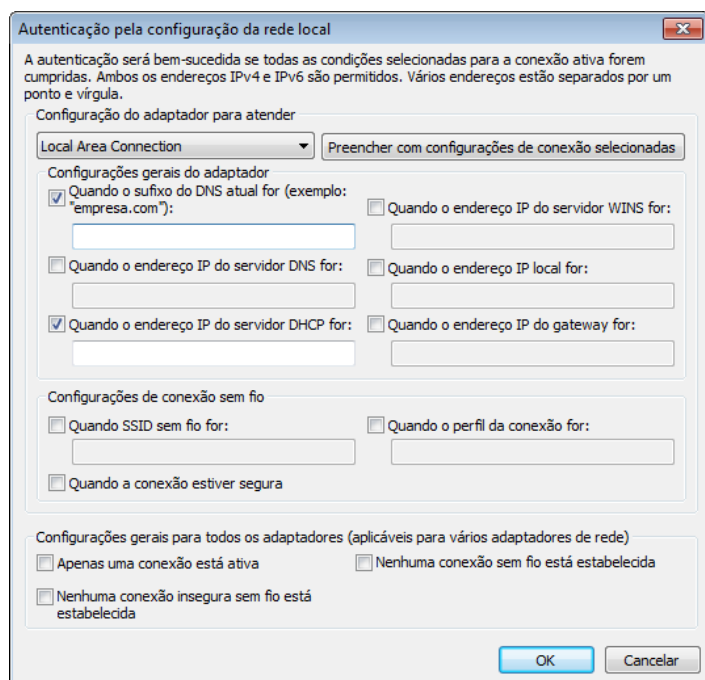 Autenticação pela configuração da rede local
A autenticação será bem-sucedida se todas as condições selecionadas para a conexão ativa forem
cumpridas. Ambos os endereços IPv4 e IPv6 são permitidos. Vários endereços estão separados por um
ponto e vírgula.
Configuração do adaptador para atender
Local Area Connection
Preencher com configurações de conexão selecionadas
Configurações gerais do adaptador
Quando o sufixo do DNS atual for (exemplo:
"empresa.com"):
Quando o endereço IP do servidor WINS for:
Quando o endereço IP do servidor DNS for:
Quando o endereço IP local for:
Quando o endereço IP do servidor DHCP for:
Quando o endereço IP do gateway for:
Configurações de conexão sem fio
Quando SSID sem fio for:
Quando o perfil da conexão for:
Quando a conexão estiver segura
Configurações gerais para todos os adaptadores (aplicáveis para vários adaptadores de rede)
Apenas uma conexão está ativa
Nenhuma conexão sem fio está estabelecida
Nenhuma conexão insegura sem fio está
estabelecida
OK
Cancelar